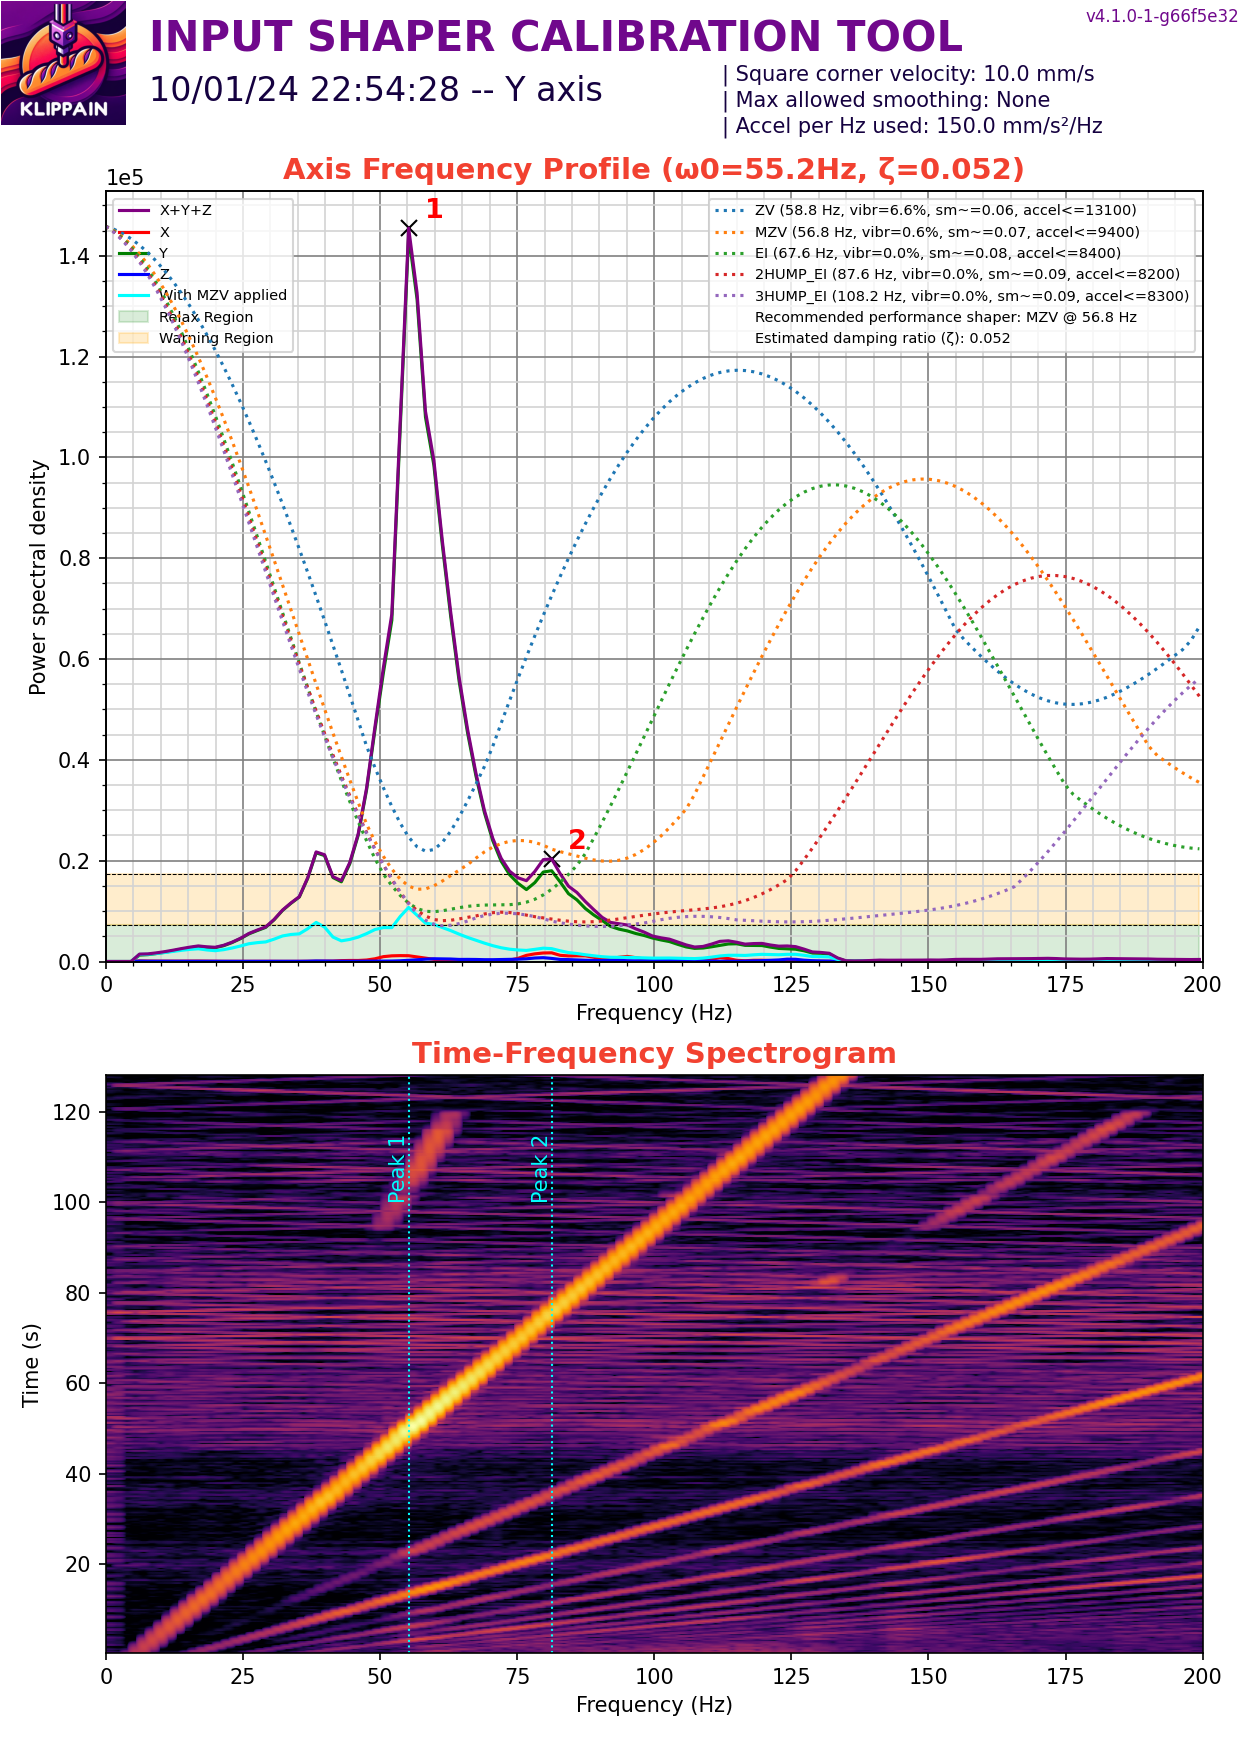 v4.1.0-1-g66f5e32
INPUT SHAPER CALIBRATION TOOL
10/01/24 22:54:28 -- Y axis
| Square corner velocity: 10.0 mm/s
| Max allowed smoothing: None
| Accel per Hz used: 150.0 mm/s²/Hz
KLIPPAIN
Axis Frequency Profile (ω0=55.2Hz, ζ=0.052)
1e5
X+Y+Z
X
Y
Z
With MZV applied
Relax Region
Warning Region
1
ZV (58.8 Hz, vibr=6.6%, sm~=0.06, accel<=13100)
MZV (56.8 Hz, vibr=0.6%, sm~=0.07, accel<=9400)
EI (67.6 Hz, vibr=0.0%, sm~=0.08, accel<=8400)
2HUMP_EI (87.6 Hz, vibr=0.0%, sm~=0.09, accel<=8200)
3HUMP_EI (108.2 Hz, vibr=0.0%, sm~=0.09, accel<=8300)
Recommended performance shaper: MZV @ 56.8 Hz
Estimated damping ratio (ζ): 0.052
1.4
1.2
1.0
0.8
0.6
0.4
0.2
0.0
Power spectral density
2
0 25 50 75 100 125 150 175 200
Frequency (Hz)
Time-Frequency Spectrogram
120
100
80
60
40
20
Time (s)
Peak 1
Peak 2
0 25 50 75 100 125 150 175 200
Frequency (Hz)